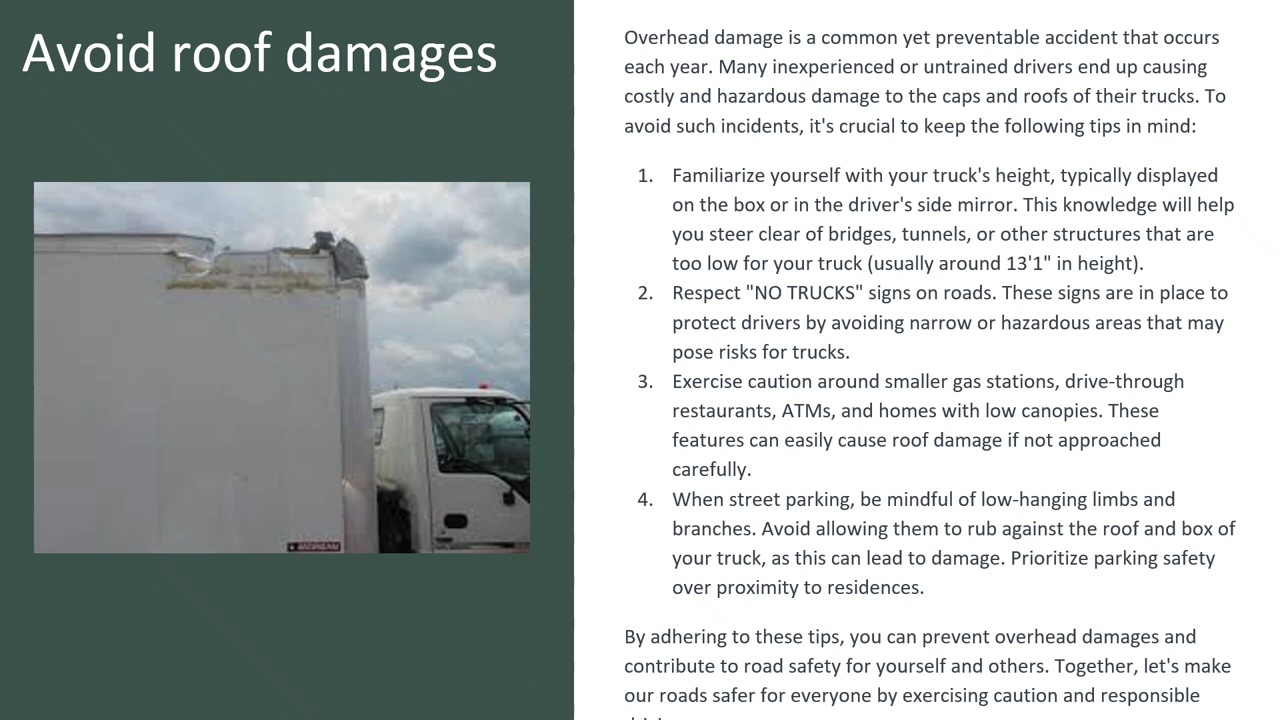 Avoid roof damages
Overhead damage is a common yet preventable accident that occurs
each year. Many inexperienced or untrained drivers end up causing
costly and hazardous damage to the caps and roofs of their trucks. To
avoid such incidents, it's crucial to keep the following tips in mind:
1. Familiarize yourself with your truck's height, typically displayed
on the box or in the driver's side mirror. This knowledge will help
you steer clear of bridges, tunnels, or other structures that are
too low for your truck (usually around 13'1" in height).
2. Respect "NO TRUCKS" signs on roads. These signs are in place to
protect drivers by avoiding narrow or hazardous areas that may
pose risks for trucks.
3. Exercise caution around smaller gas stations, drive-through
restaurants, ATMs, and homes with low canopies. These
features can easily cause roof damage if not approached
carefully.
4. When street parking, be mindful of low-hanging limbs and
branches. Avoid allowing them to rub against the roof and box of
your truck, as this can lead to damage. Prioritize parking safety
over proximity to residences.
By adhering to these tips, you can prevent overhead damages and
contribute to road safety for yourself and others. Together, let's make
our roads safer for everyone by exercising caution and responsible